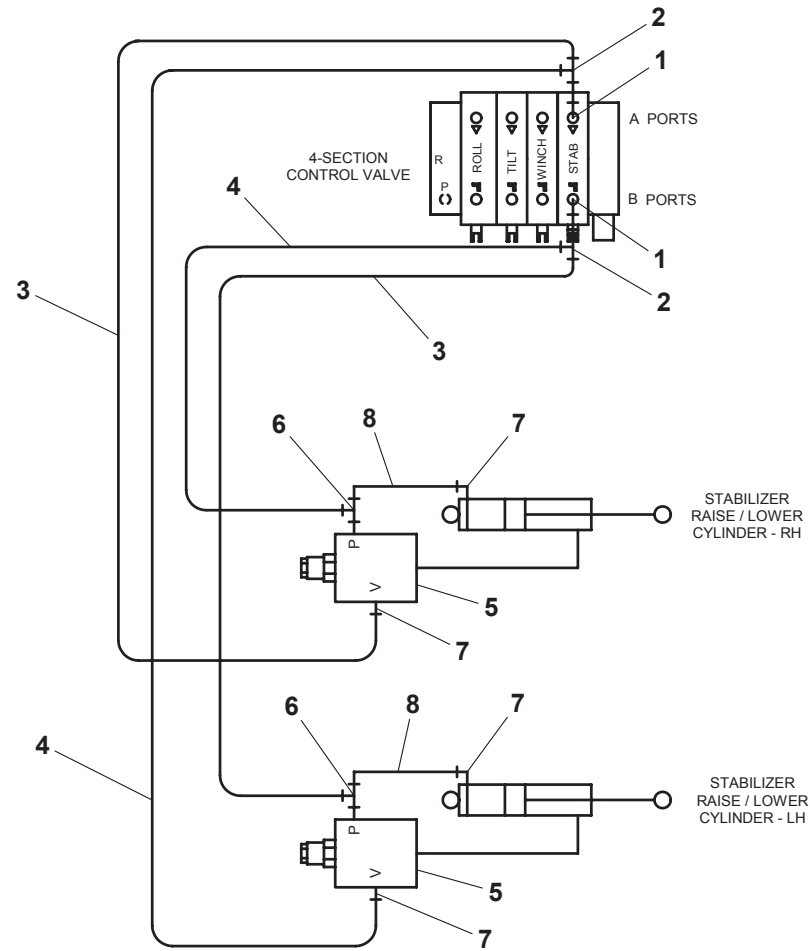 2
1
A PORTS
4-SECTION
CONTROL VALVE
R
P
ROLL
TILT
WINCH
STAB
B PORTS
4
1
3
2
3
6
8
7
P
V
STABILIZER
RAISE / LOWER
CYLINDER - RH
5
7
6
8
7
4
P
V
STABILIZER
RAISE / LOWER
CYLINDER - LH
5
7